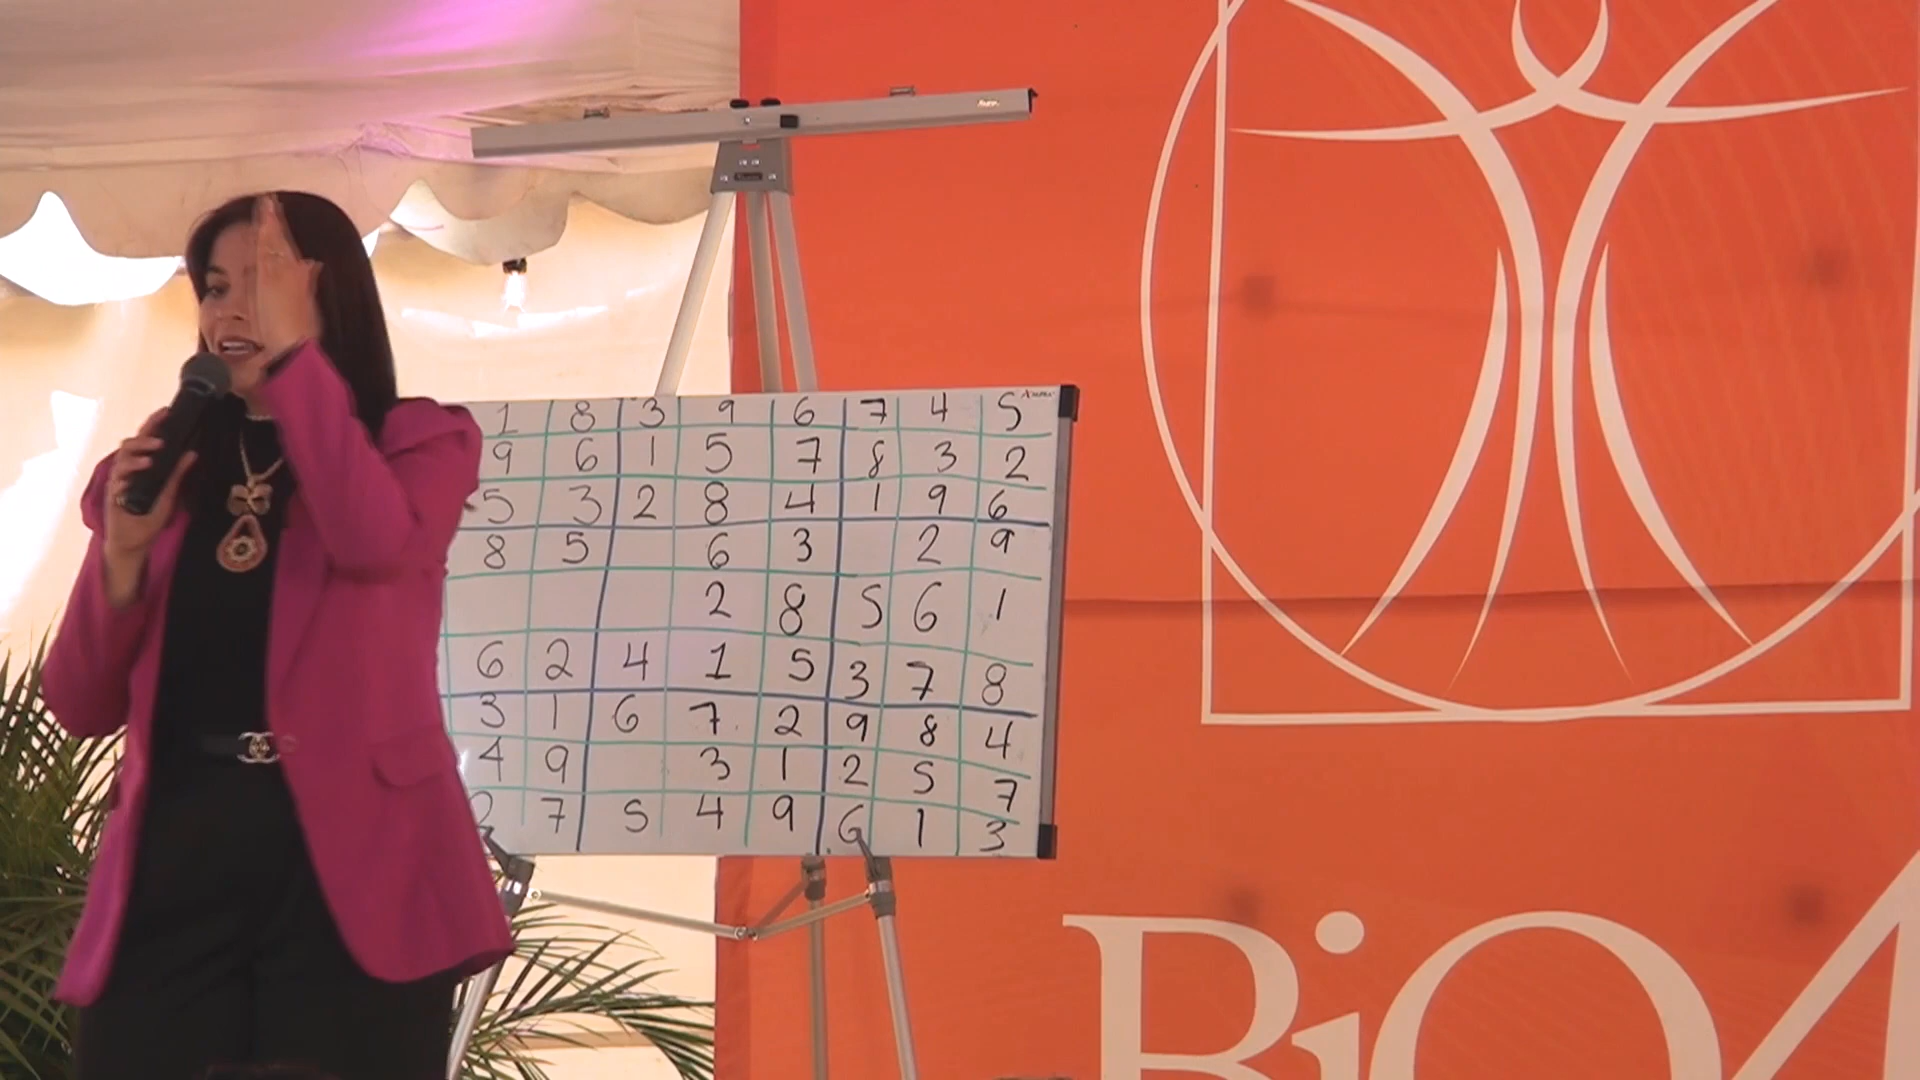 1 8 3 9 6 7 4 5
9 6 1 5 7 8 3 2
5 3 2 8 4 1 9 6
8 5 6 3 2 9
2 8 5 6 1
6 2 4 1 5 3 7 8
3 1 6 7 2 9 8 4
4 9 3 1 2 5 7
2 7 5 4 9 6 1 3
BiO4